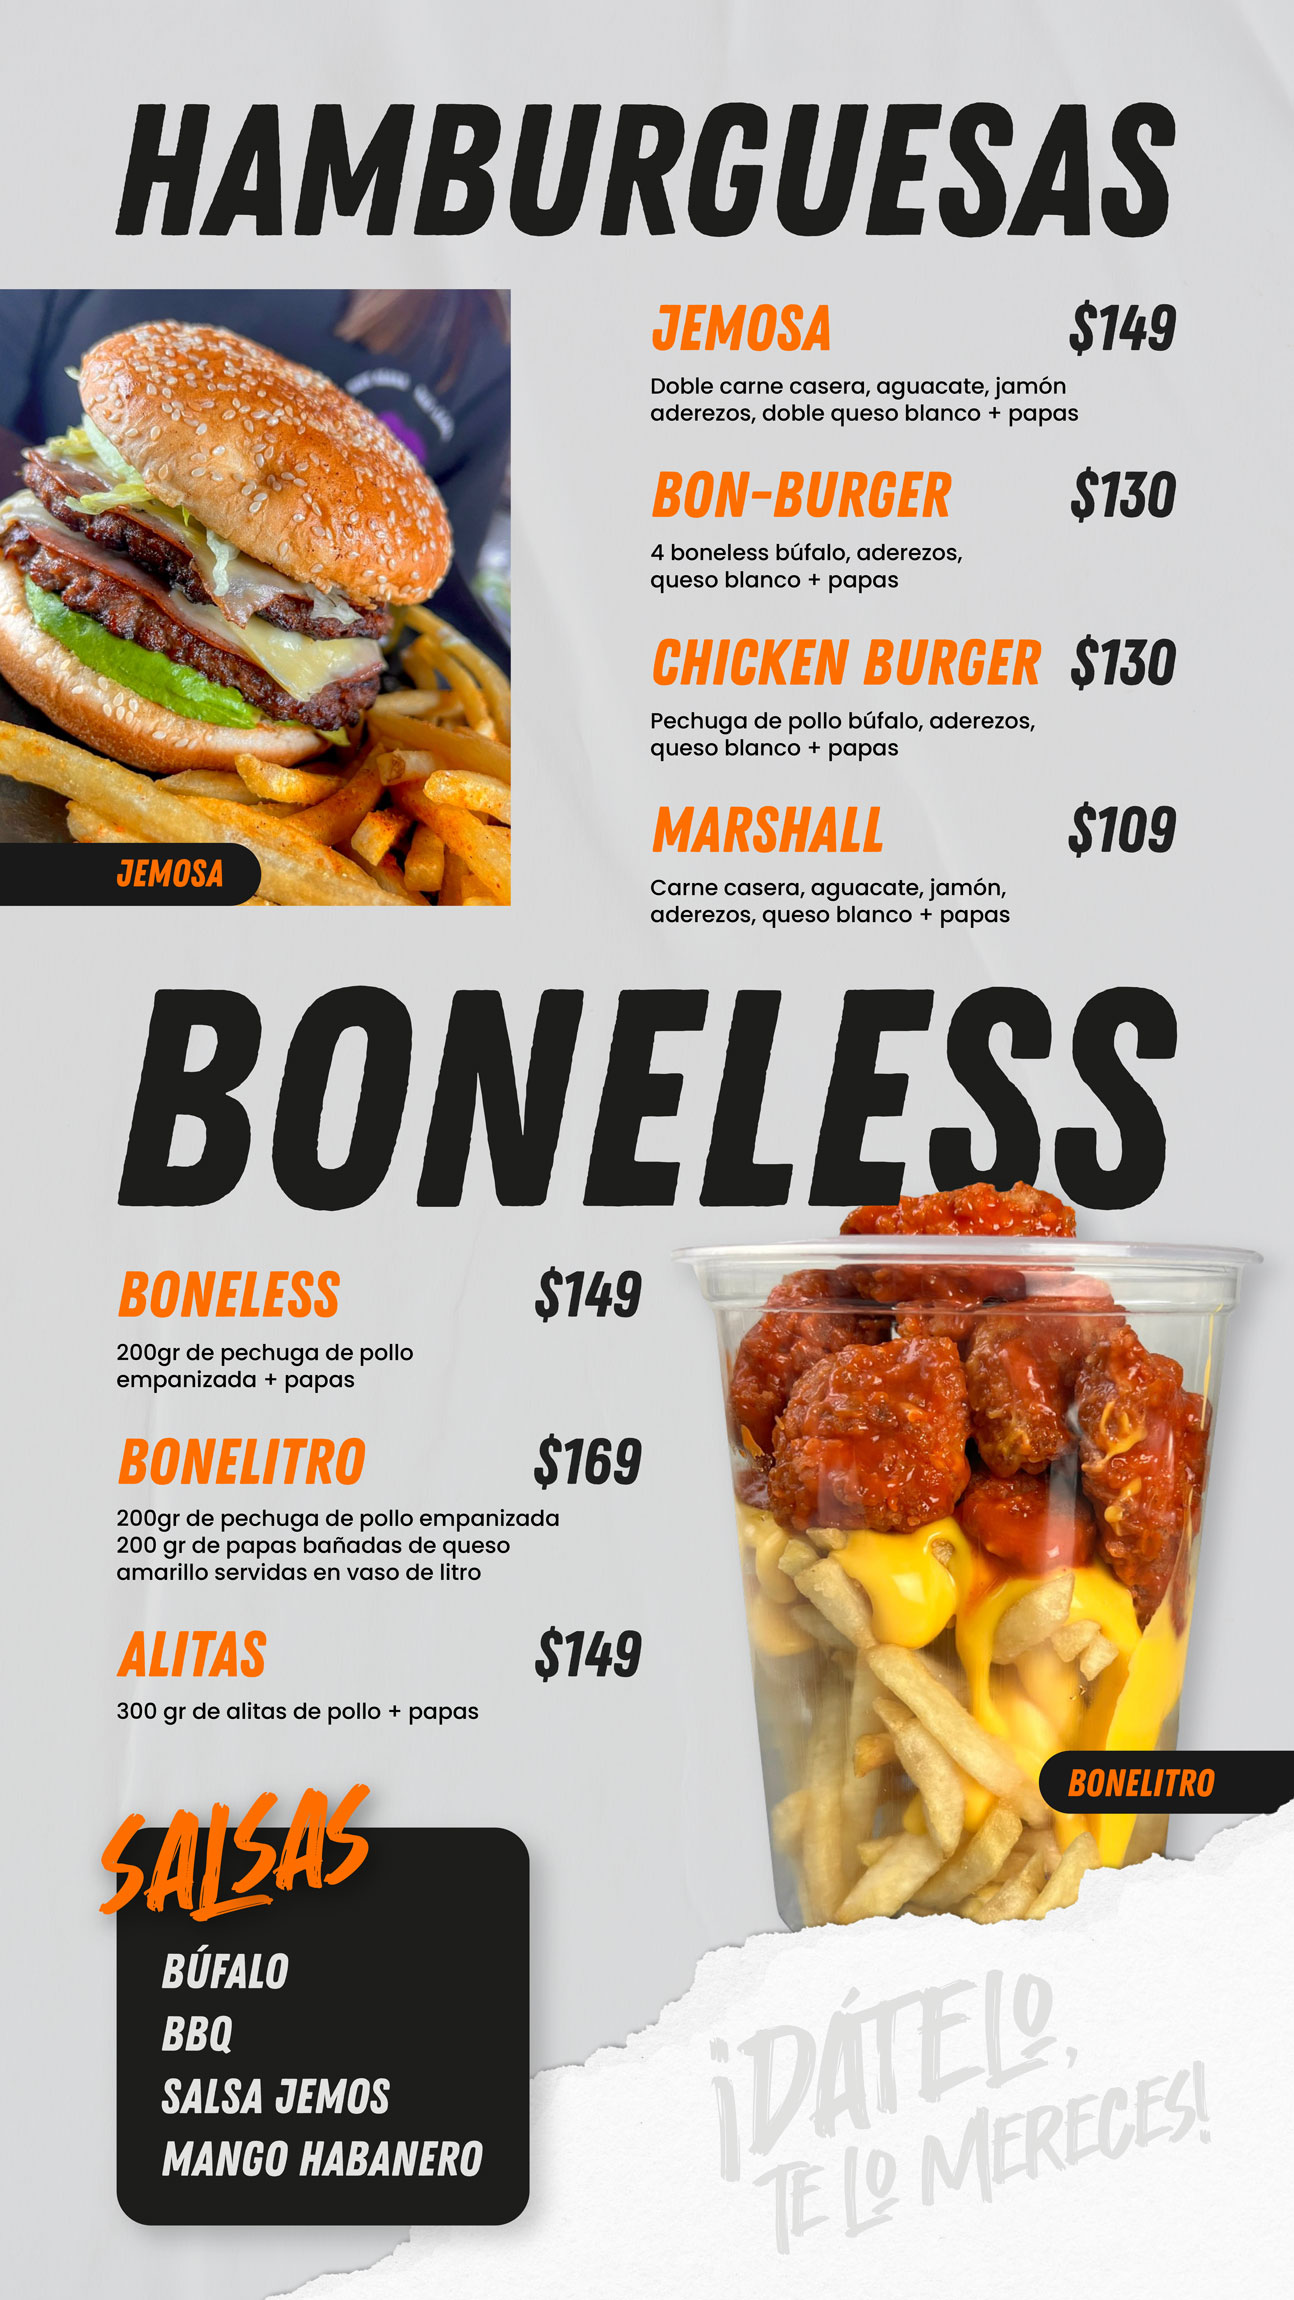 HAMBURGUESAS
JEMOSA $149
Doble carne casera, aguacate, jamón
aderezos, doble queso blanco + papas
BON-BURGER $130
4 boneless búfalo, aderezos,
queso blanco + papas
CHICKEN BURGER $130
Pechuga de pollo búfalo, aderezos,
queso blanco + papas
MARSHALL $109
Carne casera, aguacate, jamón,
aderezos, queso blanco + papas
JEMOSA
BONELESS
BONELESS $149
200gr de pechuga de pollo
empanizada + papas
BONELITRO $169
200gr de pechuga de pollo empanizada
200 gr de papas bañadas de queso
amarillo servidas en vaso de litro
ALITAS $149
300 gr de alitas de pollo + papas
BONELITRO
SALSAS
BÚFALO
BBQ
SALSA JEMOS
MANGO HABANERO
¡DÁTELO,
TE LO MERECES!